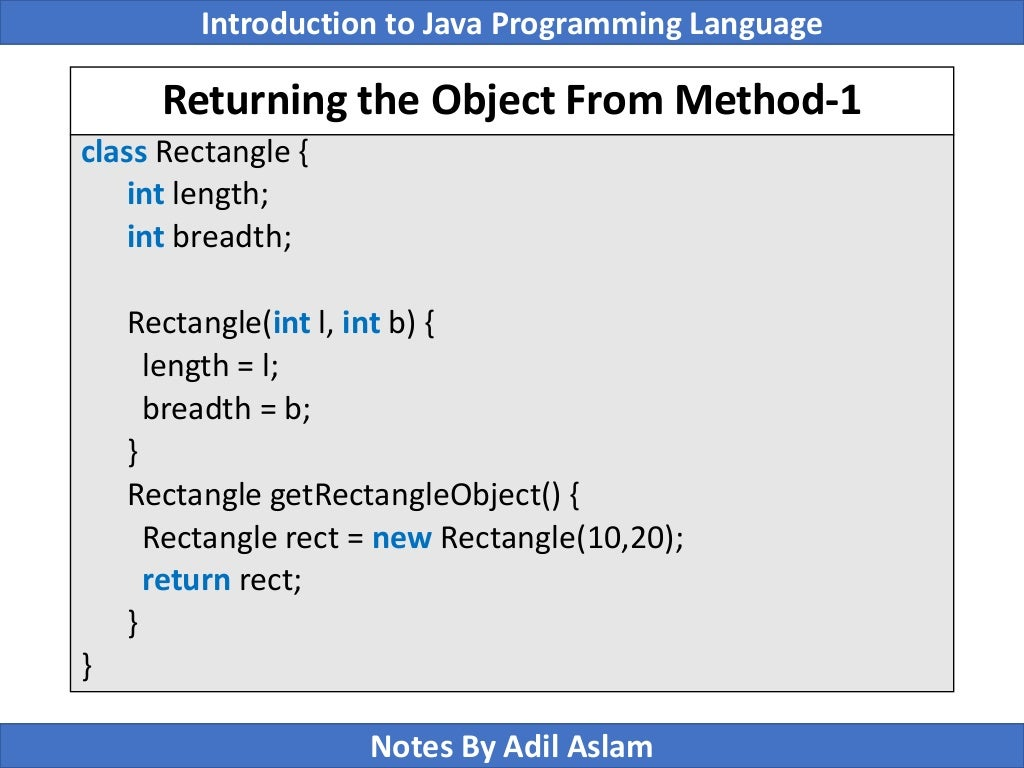 Introduction to Java Programming Language
Returning the Object From Method-1
class Rectangle {
int length;
int breadth;
Rectangle(int l, int b) {
length = l;
breadth = b;
}
Rectangle getRectangleObject() {
Rectangle rect = new Rectangle(10,20);
return rect;
}
}
Notes By Adil Aslam